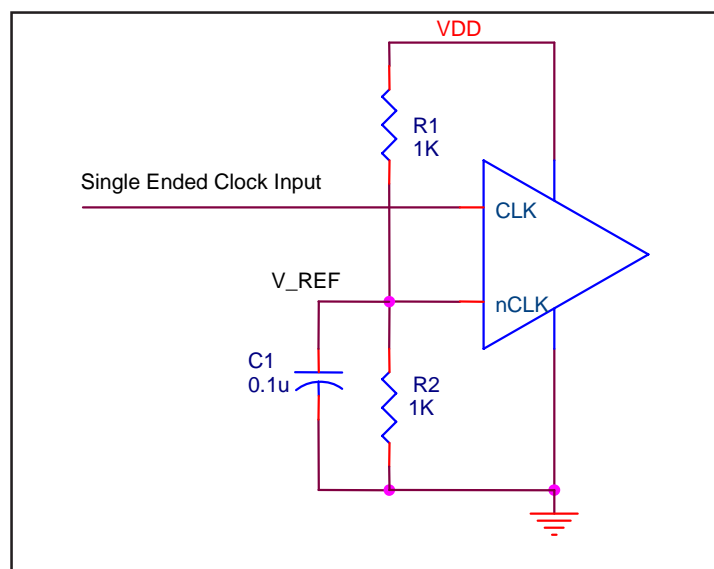 VDD
R1
1K
Single Ended Clock Input
CLK
V_REF
nCLK
C1
0.1u
R2
1K